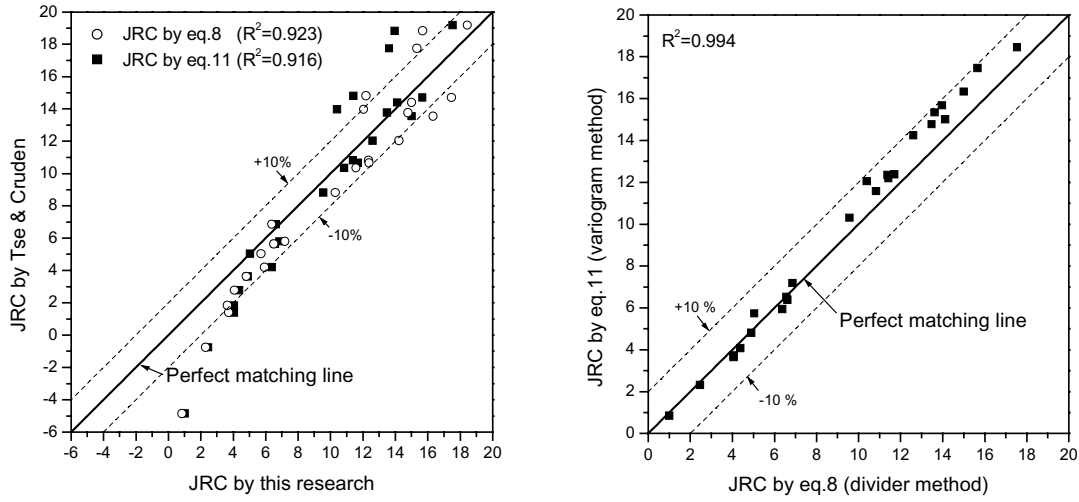 JRC by eq.8 (R²=0.923)
JRC by eq.11 (R²=0.916)
20
18
16
14
12
10
8
6
4
2
0
-2
-4
-6
JRC by Tse & Cruden
+10%
-10%
Perfect matching line
-6 -4 -2 0 2 4 6 8 10 12 14 16 18 20
JRC by this research
R²=0.994
20
18
16
14
12
10
8
6
4
2
0
JRC by eq.11 (variogram method)
+10 %
Perfect matching line
-10 %
0 2 4 6 8 10 12 14 16 18 20
JRC by eq.8 (divider method)